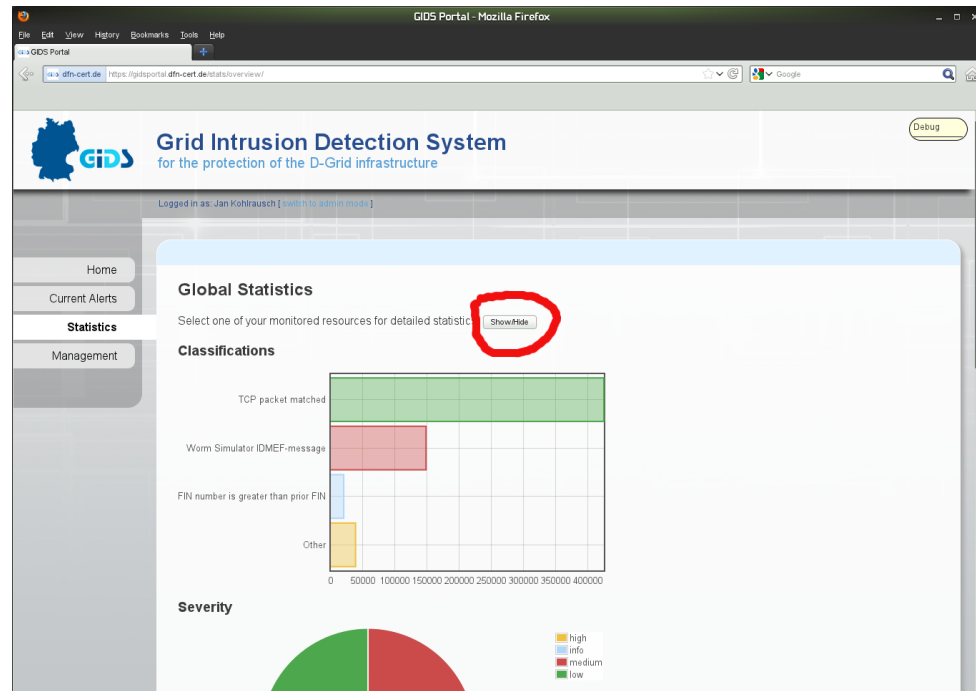 GIDS Portal - Mozilla Firefox
File Edit View History Bookmarks Tools Help
GIDS GIDS Portal
GIDS dfn-cert.de https://gidsportal.dfn-cert.de/stats/overview/ Google
GIDS
Grid Intrusion Detection System
for the protection of the D-Grid infrastructure
Debug
Logged in as: Jan Kohlrausch [ switch to admin mode ]
Home
Current Alerts
Statistics
Management
Global Statistics
Select one of your monitored resources for detailed statistics Show/Hide
Classifications
TCP packet matched
Worm Simulator IDMEF-message
FIN number is greater than prior FIN
Other
0 50000 100000 150000 200000 250000 300000 350000 400000
Severity
high
info
medium
low